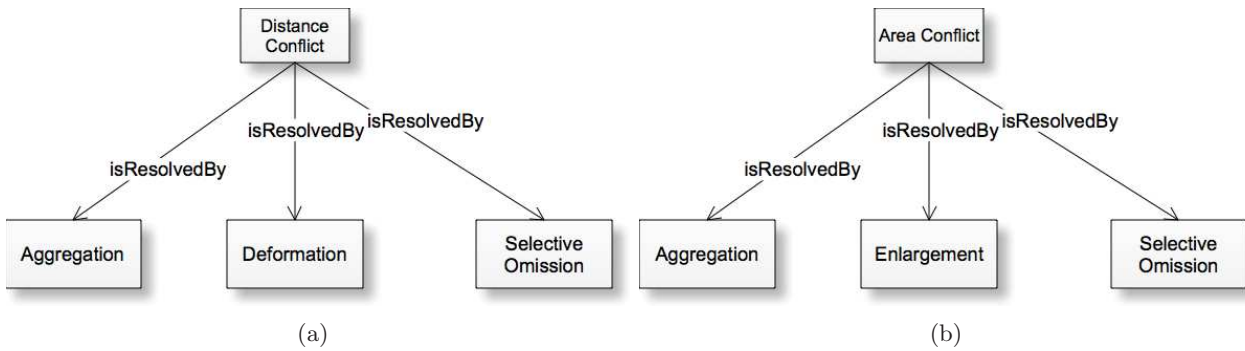 Distance
Conflict
isResolvedBy
isResolvedBy
isResolvedBy
Aggregation
Deformation
Selective
Omission
(a)
Area Conflict
isResolvedBy
isResolvedBy
isResolvedBy
Aggregation
Enlargement
Selective
Omission
(b)